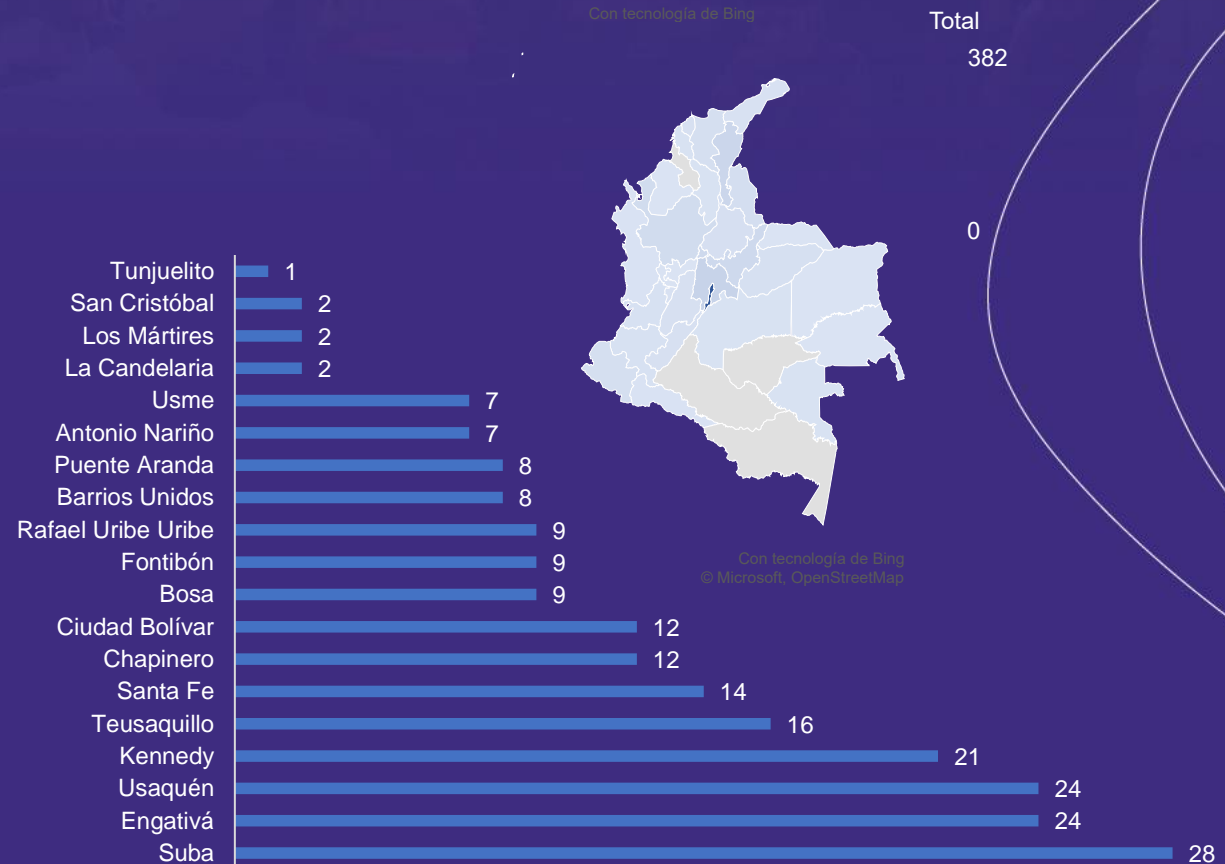 Con tecnología de Bing
Total
382
0
Tunjuelito 1
San Cristóbal 2
Los Mártires 2
La Candelaria 2
Usme 7
Antonio Nariño 7
Puente Aranda 8
Barrios Unidos 8
Rafael Uribe Uribe 9
Fontibón 9
Bosa 9
Ciudad Bolívar 12
Chapinero 12
Santa Fe 14
Teusaquillo 16
Kennedy 21
Usaquén 24
Engativá 24
Suba 28
Con tecnología de Bing
© Microsoft, OpenStreetMap